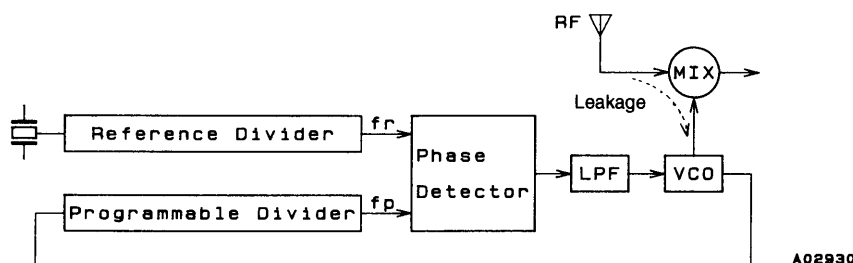 RF
MIX
Leakage
Reference Divider
fr
Phase
Detector
LPF
VCO
Programmable Divider
fp
A02930